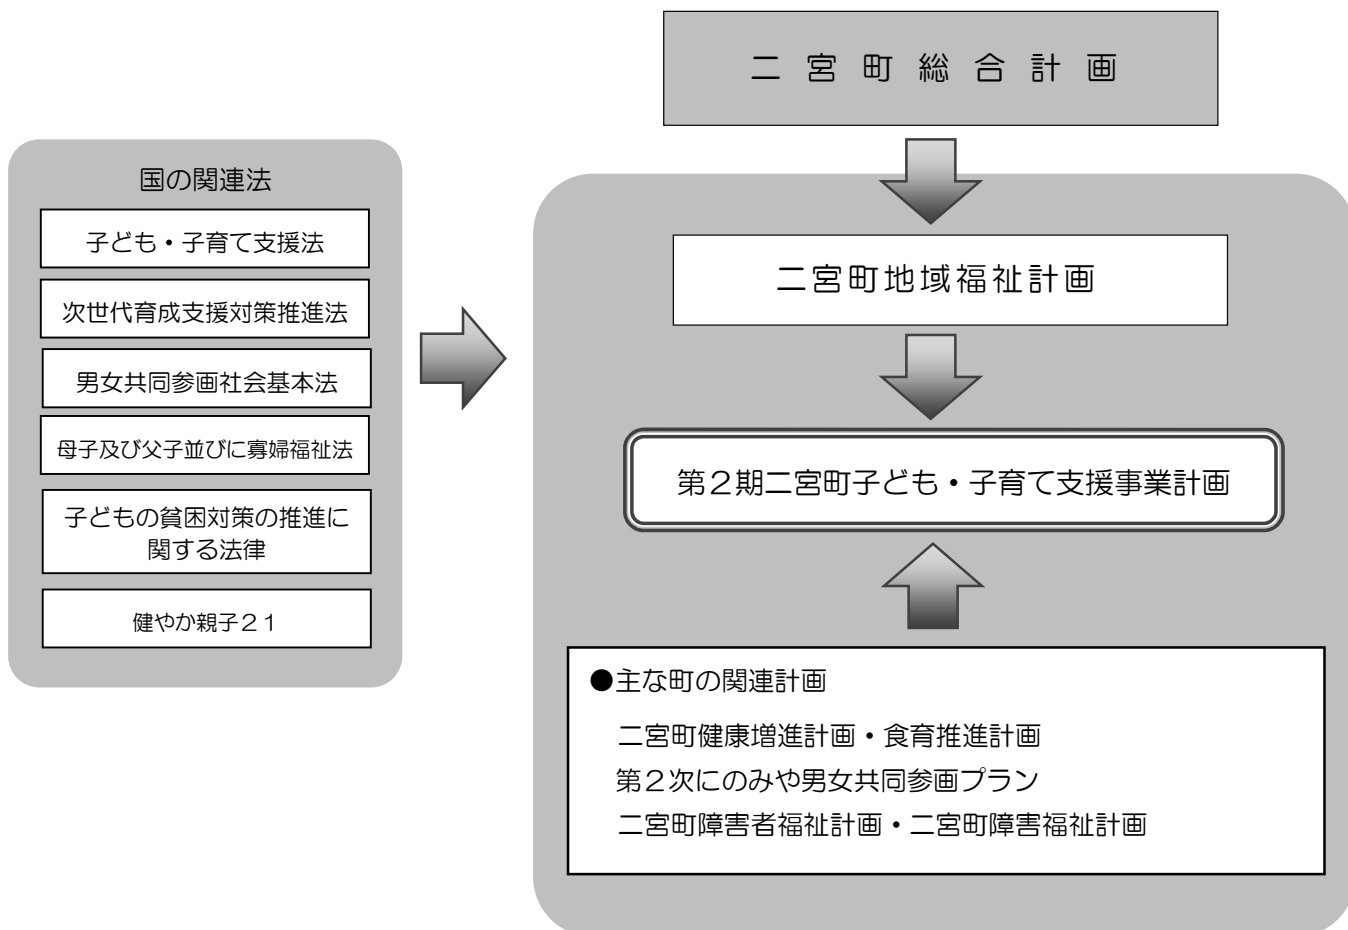 二宮町総合計画
国の関連法
子ども・子育て支援法
次世代育成支援対策推進法
男女共同参画社会基本法
母子及び父子並びに寡婦福祉法
子どもの貧困対策の推進に
関する法律
健やか親子２１
二宮町地域福祉計画
第２期二宮町子ども・子育て支援事業計画
●主な町の関連計画
二宮町健康増進計画・食育推進計画
第２次にのみや男女共同参画プラン
二宮町障害者福祉計画・二宮町障害福祉計画